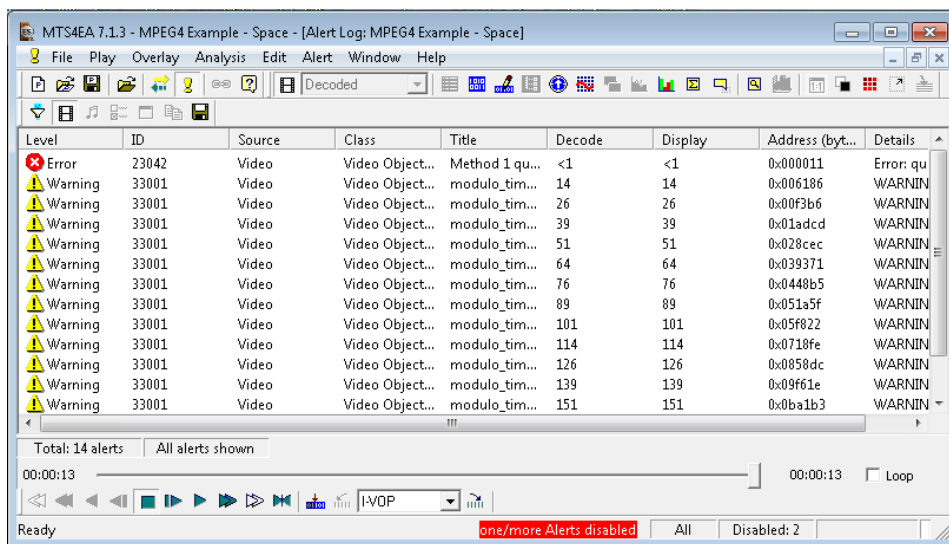 MTS4EA 7.1.3 - MPEG4 Example - Space - [Alert Log: MPEG4 Example - Space]
File Play Overlay Analysis Edit Alert Window Help
Decoded
Level ID Source Class Title Decode Display Address (byt... Details
Error 23042 Video Video Object... Method 1 qu... <1 <1 0x000011 Error: qu
Warning 33001 Video Video Object... modulo_tim... 14 14 0x006186 WARNIN
Warning 33001 Video Video Object... modulo_tim... 26 26 0x00f3b6 WARNIN
Warning 33001 Video Video Object... modulo_tim... 39 39 0x01adcd WARNIN
Warning 33001 Video Video Object... modulo_tim... 51 51 0x028cec WARNIN
Warning 33001 Video Video Object... modulo_tim... 64 64 0x039371 WARNIN
Warning 33001 Video Video Object... modulo_tim... 76 76 0x0448b5 WARNIN
Warning 33001 Video Video Object... modulo_tim... 89 89 0x051a5f WARNIN
Warning 33001 Video Video Object... modulo_tim... 101 101 0x05f822 WARNIN
Warning 33001 Video Video Object... modulo_tim... 114 114 0x0718fe WARNIN
Warning 33001 Video Video Object... modulo_tim... 126 126 0x0858dc WARNIN
Warning 33001 Video Video Object... modulo_tim... 139 139 0x09f61e WARNIN
Warning 33001 Video Video Object... modulo_tim... 151 151 0x0ba1b3 WARNIN
Total: 14 alerts All alerts shown
00:00:13 00:00:13 Loop
I-VOP
Ready one/more Alerts disabled All Disabled: 2